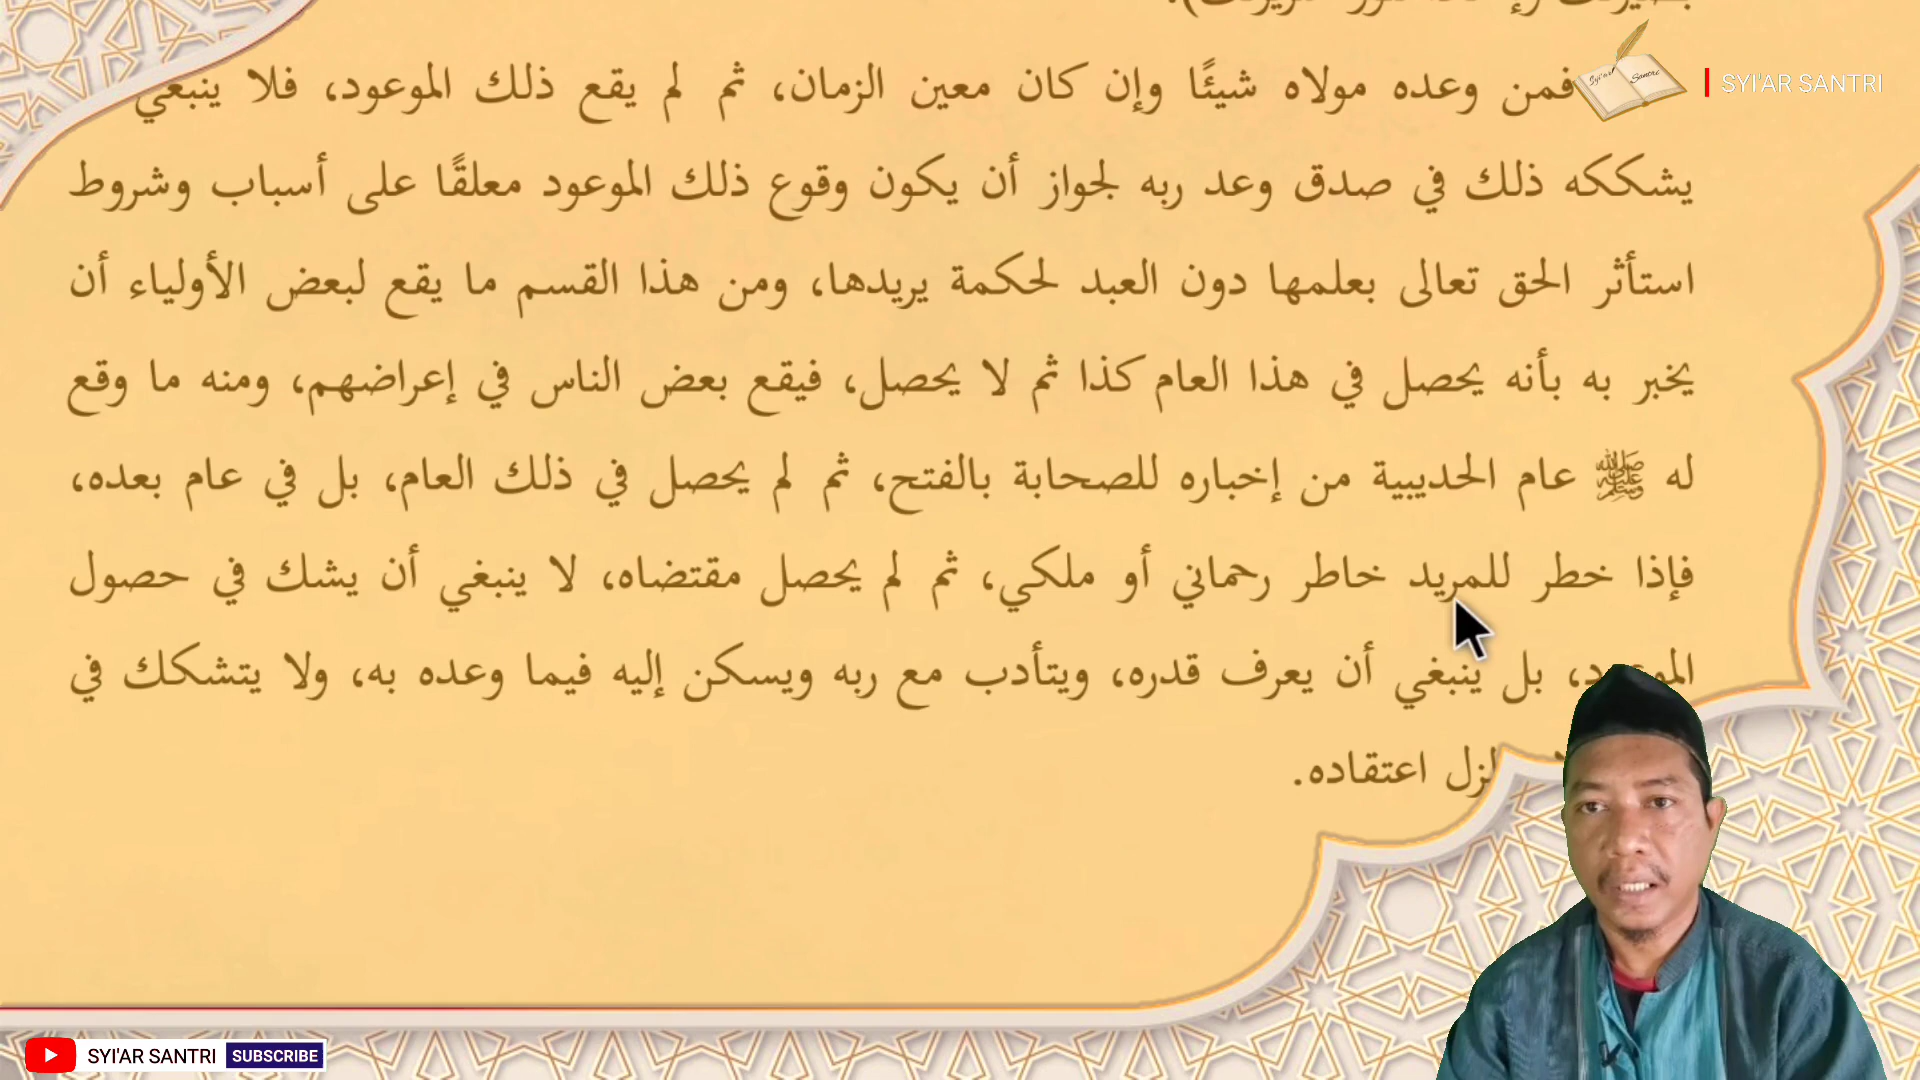 فمن وعده مولاه شيئًا وإن كان معين الزمان، ثم لم يقع ذلك الموعود، فلا ينبغي
يشككه ذلك في صدق وعد ربه لجواز أن يكون وقوع ذلك الموعود معلقًا على أسباب وشروط
استأثر الحق تعالى بعلمها دون العبد لحكمة يريدها، ومن هذا القسم ما يقع لبعض الأولياء أن
يخبر به بأنه يحصل في هذا العام كذا ثم لا يحصل، فيقع بعض الناس في إعراضهم، ومنه ما وقع
له ﷺ عام الحديبية من إخباره للصحابة بالفتح، ثم لم يحصل في ذلك العام، بل في عام بعده،
فإذا خطر للمريد خاطر رحماني أو ملكي، ثم لم يحصل مقتضاه، لا ينبغي أن يشك في حصول
بل ينبغي أن يعرف قدره، ويتأدب مع ربه ويسكن إليه فيما وعده به، ولا يتشكك في
اعتقاده.
Syi'ar Santri
SYI'AR SANTRI
SYI'AR SANTRI SUBSCRIBE